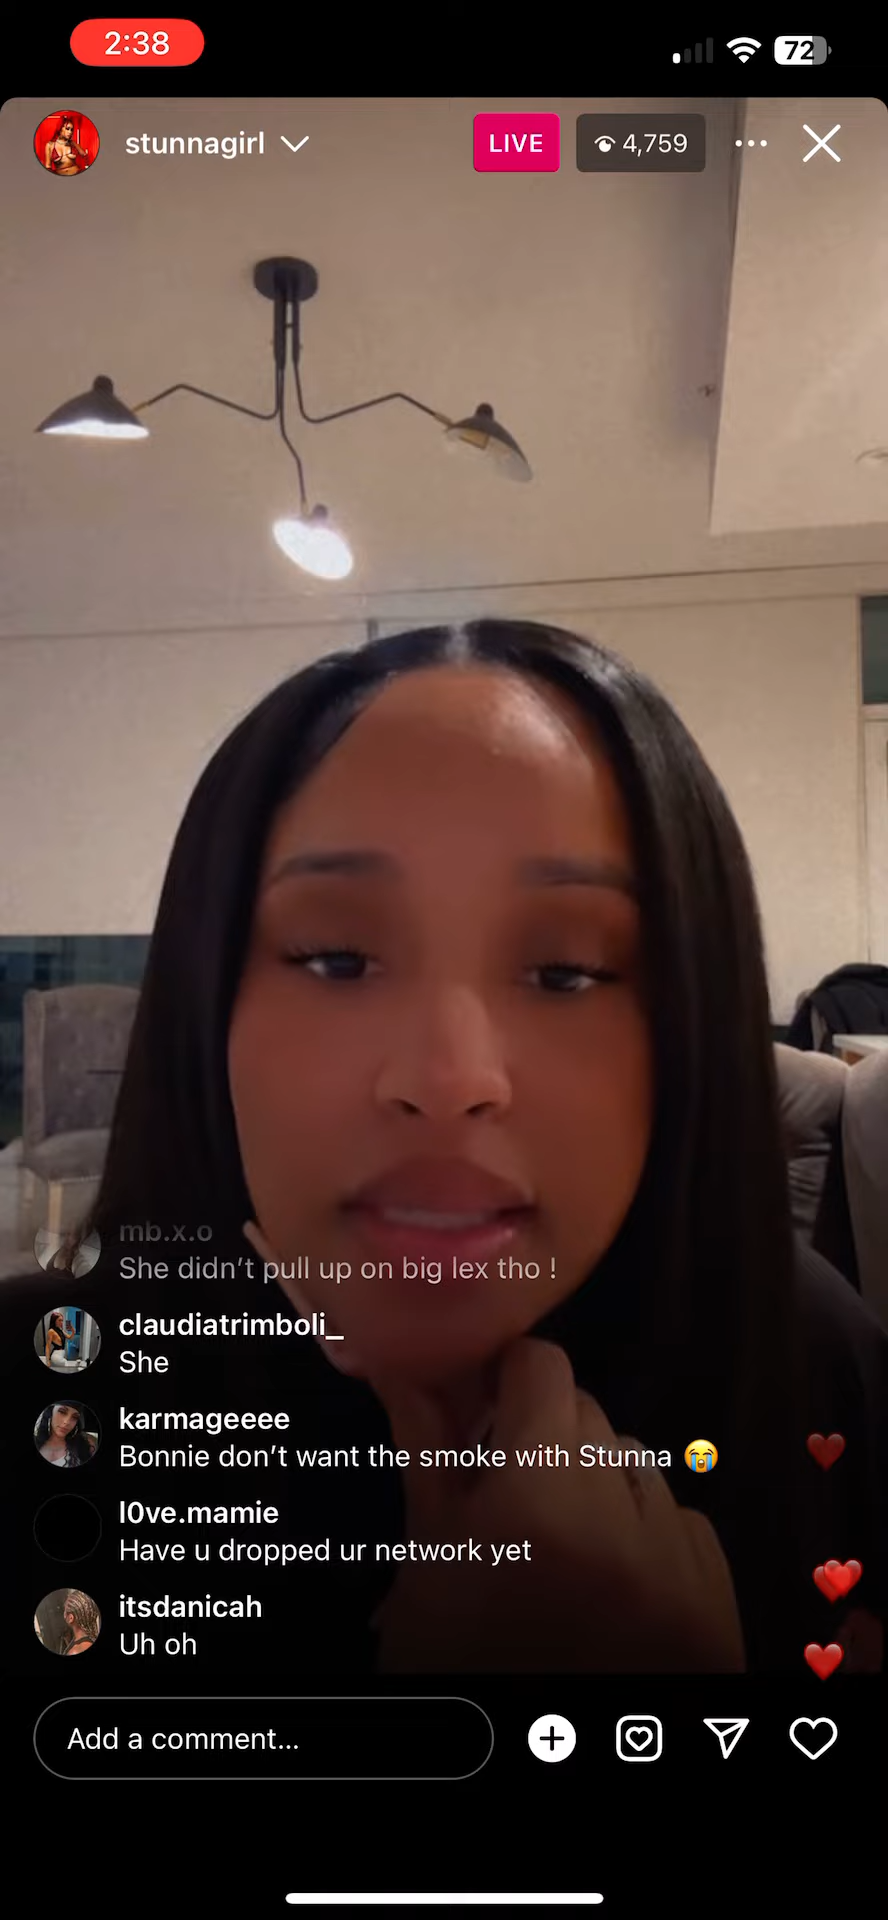 2:38
72
stunnagirl
LIVE
4,759
mb.x.o
She didn’t pull up on big lex tho !
claudiatrimboli_
She
karmageeee
Bonnie don’t want the smoke with Stunna 😭
l0ve.mamie
Have u dropped ur network yet
itsdanicah
Uh oh
Add a comment...